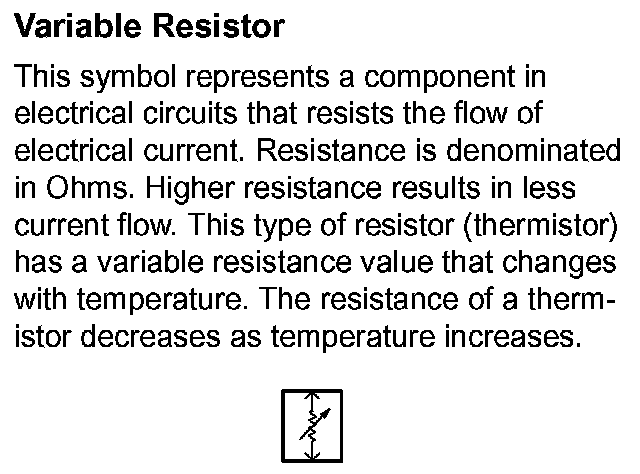 Variable Resistor
This symbol represents a component in
electrical circuits that resists the flow of
electrical current. Resistance is denominated
in Ohms. Higher resistance results in less
current flow. This type of resistor (thermistor)
has a variable resistance value that changes
with temperature. The resistance of a therm-
istor decreases as temperature increases.